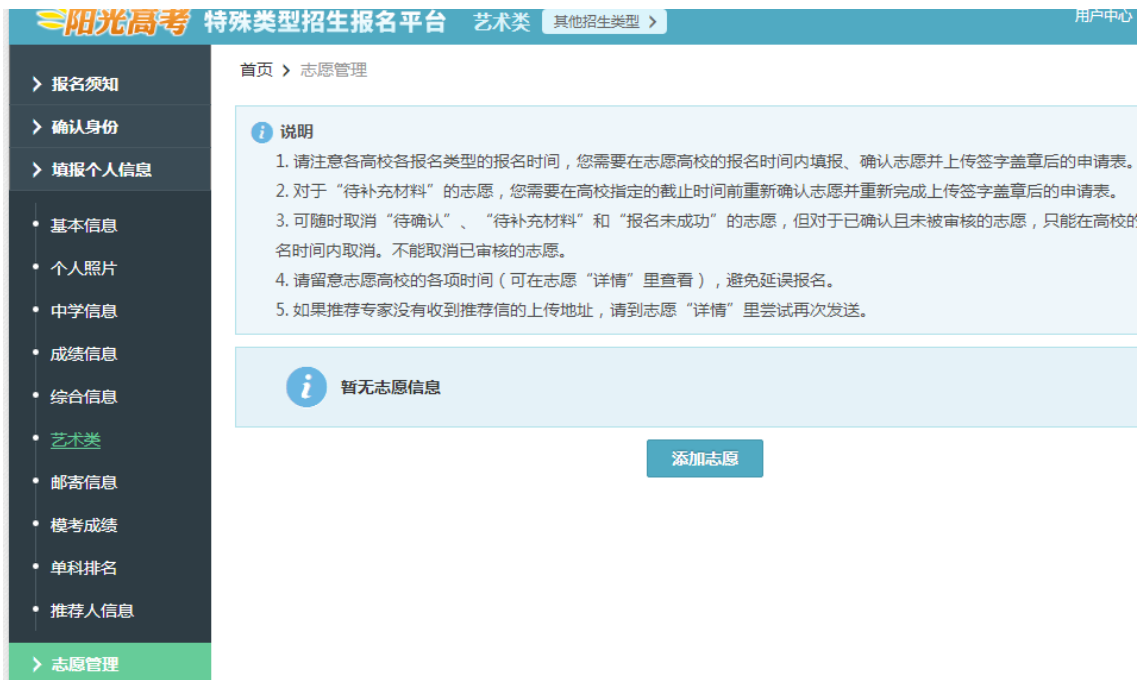 阳光高考 特殊类型招生报名平台 艺术类 其他招生类型
用户中心
报名须知
确认身份
填报个人信息
基本信息
个人照片
中学信息
成绩信息
综合信息
艺术类
邮寄信息
模考成绩
单科排名
推荐人信息
志愿管理
首页 > 志愿管理
说明
1. 请注意各高校各报名类型的报名时间，您需要在志愿高校的报名时间内填报、确认志愿并上传签字盖章后的申请表。
2. 对于“待补充材料”的志愿，您需要在高校指定的截止时间前重新确认志愿并重新完成上传签字盖章后的申请表。
3. 可随时取消“待确认”、“待补充材料”和“报名未成功”的志愿，但对于已确认且未被审核的志愿，只能在高校的
名时间内取消。不能取消已审核的志愿。
4. 请留意志愿高校的各项时间（可在志愿“详情”里查看），避免延误报名。
5. 如果推荐专家没有收到推荐信的上传地址，请到志愿“详情”里尝试再次发送。
暂无志愿信息
添加志愿